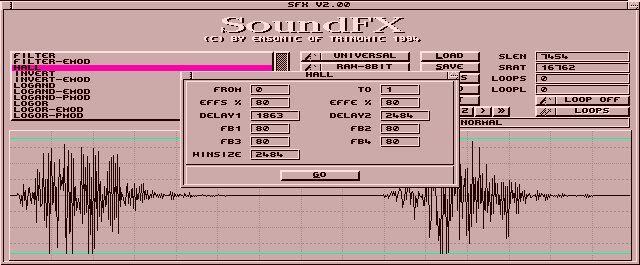 SFX V2.00
SoundFX
(C) BY ENSONIC OF TRINOMIC 1994
FILTER
FILTER-EMOD
HALL
INVERT
INVERT-EMOD
LOGAND
LOGAND-EMOD
LOGAND-PMOD
LOGOR
LOGOR-EMOD
LOGOR-PMOD
UNIVERSAL
RAW-8BIT
LOAD
SAVE
SLEN 7454
SRAT 16762
LOOPS 0
LOOPL 0
LOOP OFF
LOOPS
Z > »
NORMAL
HALL
FROM 0 TO 1
EFFS % 80 EFFE % 80
DELAY1 1863 DELAY2 2484
FB1 80 FB2 80
FB3 80 FB4 80
WINSIZE 2484
GO